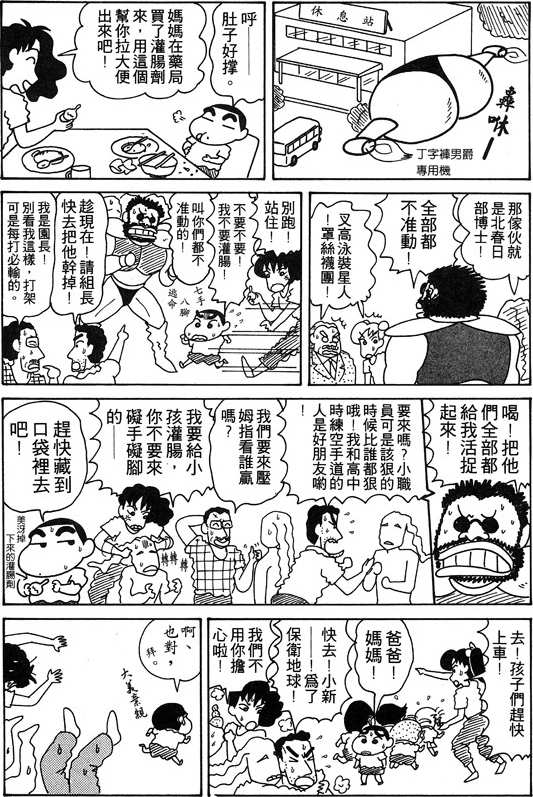 休息站
嘶咻
丁字褲男爵
專用機
呼——
肚子好撐。
媽媽在藥局
買了灌腸劑
來，用這個
幫你拉大便
出來吧！
那傢伙就
是北春日
部博士！
全部都
不准動！
叉高泳裝星人
！罩絲襪團！
別跑！
站住！
不要不要！
我不要灌腸
叫你們都不
准動的！
七手
八腳
逃命
趁現在！請組長
快去把他幹掉！
我是園長！
別看我這樣，打架
可是每打必輸的。
喝！把他
們全部都
給我活捉
起來！
要來嗎？小職
員可是該狠的
時候比誰都狠
哦！我和高中
時練空手道的
人是好朋友喲
我們要來壓
姆指看誰贏
嗎？
我要給小
孩灌腸，
你不要來
礙手礙腳
的——
趕快藏到
口袋裡去
吧！
美冴掉
下來的灌腸劑
去！孩子們趕快
上車！
爸爸！
媽媽！
快去！小新
——！為了
保衛地球！
我們不
用你擔
心啦！
啊、
也對，
拜。
大義滅親